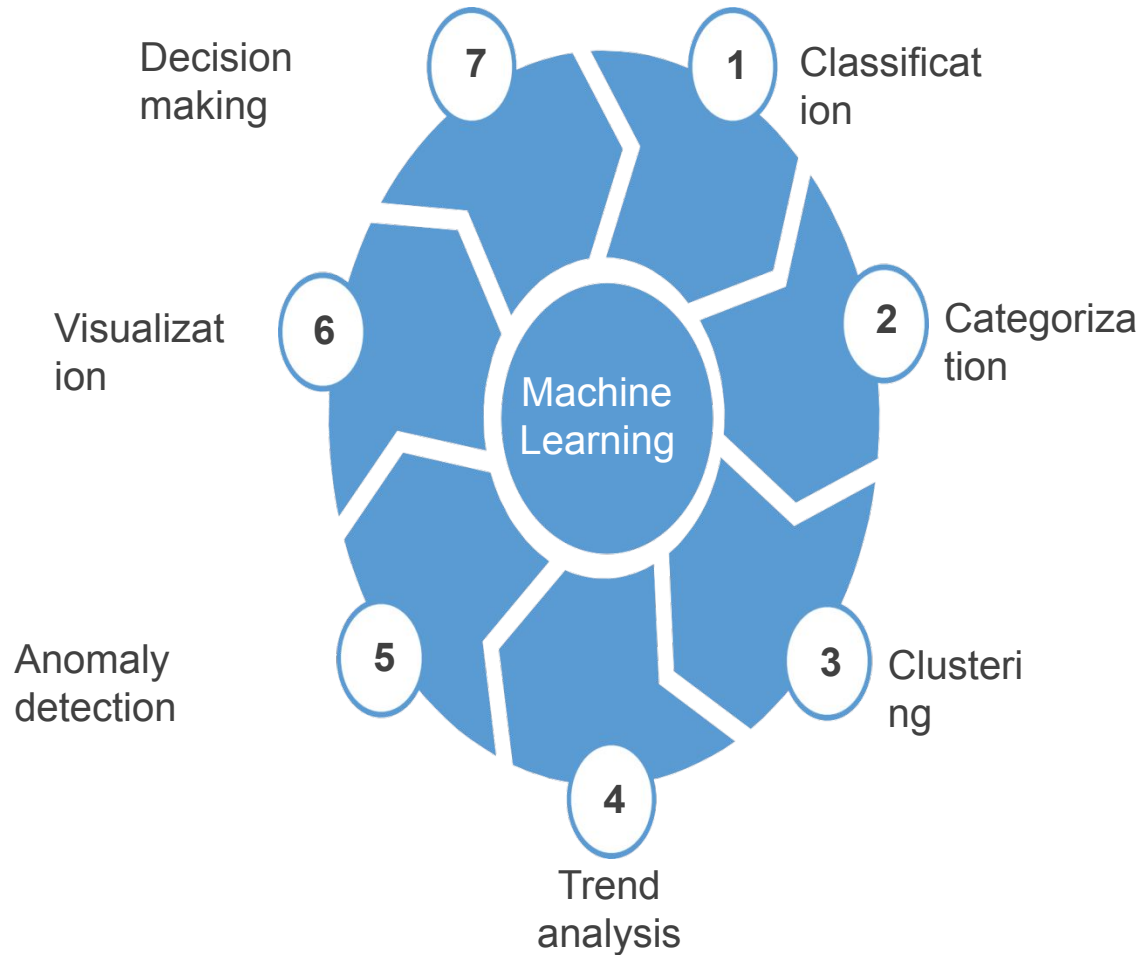 7
Decision
making
1
Classificat
ion
6
Visualizat
ion
2
Categoriza
tion
Machine
Learning
5
Anomaly
detection
3
Clusteri
ng
4
Trend
analysis